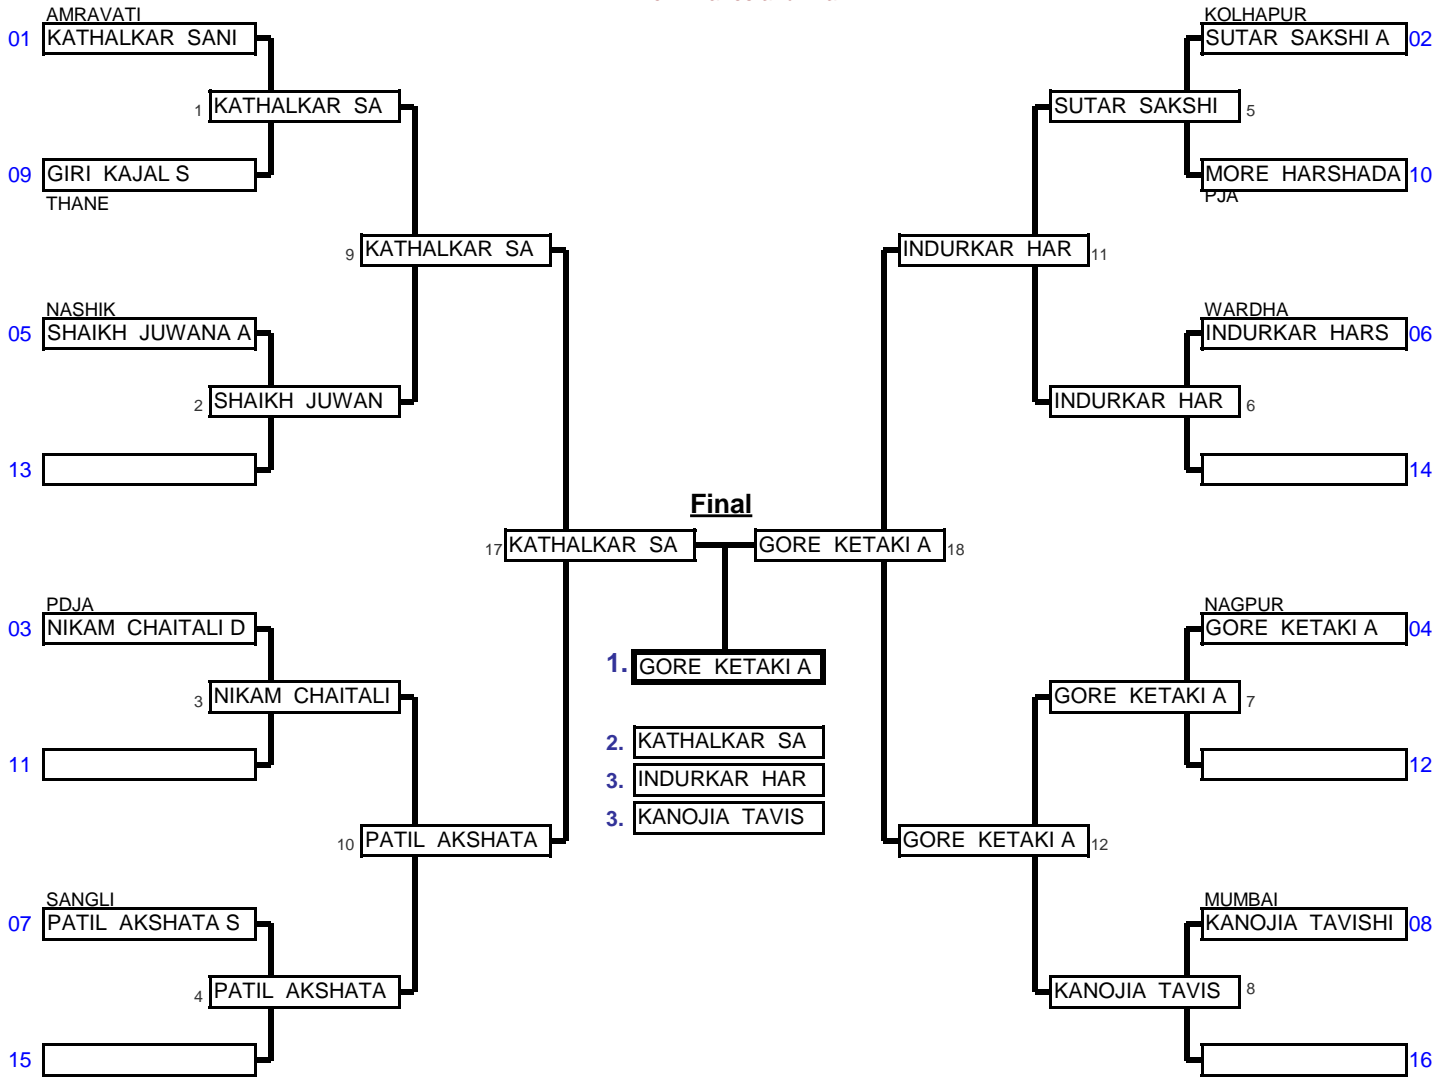 AMRAVATI
01 KATHALKAR SANI
1 KATHALKAR SA
09 GIRI KAJAL S
THANE
9 KATHALKAR SA
NASHIK
05 SHAIKH JUWANA A
2 SHAIKH JUWAN
13
17 KATHALKAR SA
PDJA
03 NIKAM CHAITALI D
3 NIKAM CHAITALI
11
10 PATIL AKSHATA
SANGLI
07 PATIL AKSHATA S
4 PATIL AKSHATA
15
Final
1. GORE KETAKI A
2. KATHALKAR SA
3. INDURKAR HAR
3. KANOJIA TAVIS
KOLHAPUR
SUTAR SAKSHI A 02
SUTAR SAKSHI 5
MORE HARSHADA 10
PJA
INDURKAR HAR 11
WARDHA
INDURKAR HARS 06
INDURKAR HAR 6
14
GORE KETAKI A 18
NAGPUR
GORE KETAKI A 04
GORE KETAKI A 7
12
GORE KETAKI A 12
MUMBAI
KANOJIA TAVISHI 08
KANOJIA TAVIS 8
16